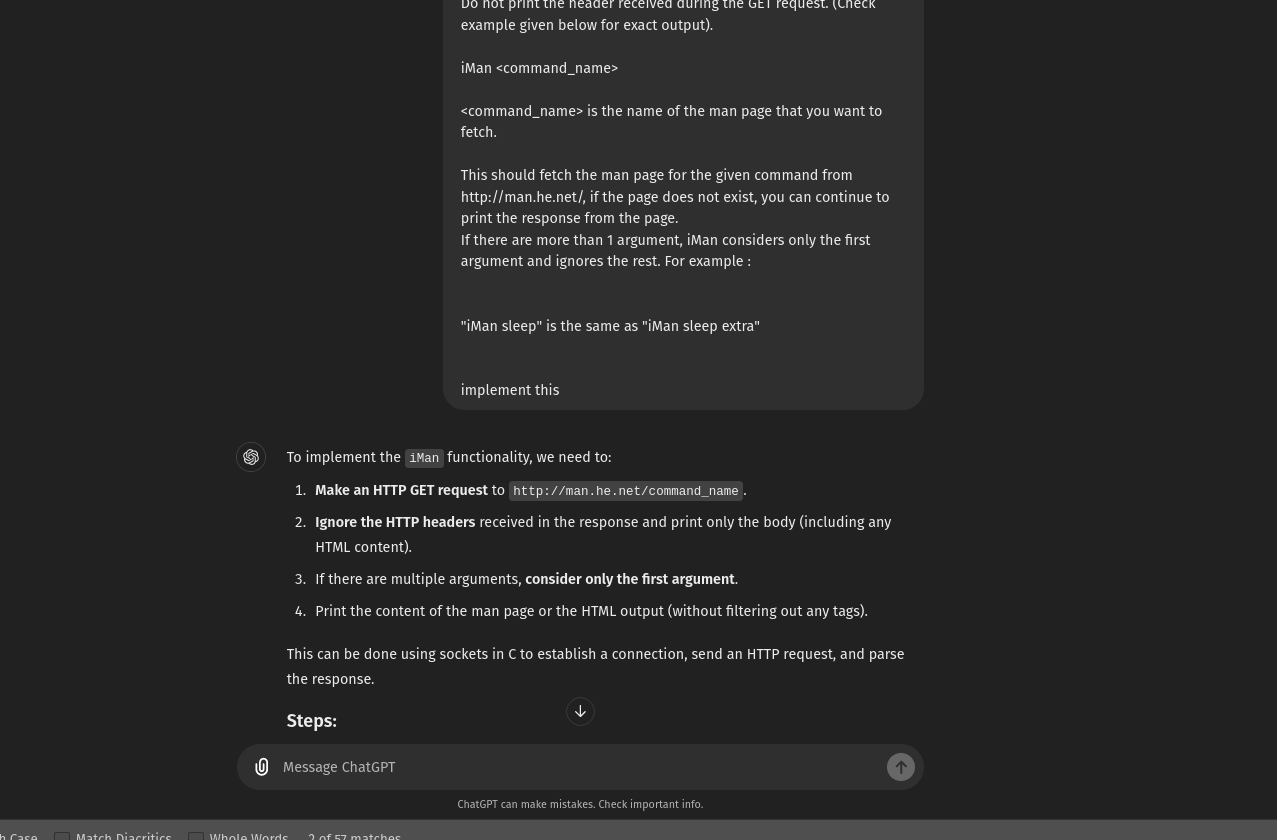 Do not print the header received during the GET request. (Check
example given below for exact output).
iMan <command_name>
<command_name> is the name of the man page that you want to
fetch.
This should fetch the man page for the given command from
http://man.he.net/, if the page does not exist, you can continue to
print the response from the page.
If there are more than 1 argument, iMan considers only the first
argument and ignores the rest. For example :
"iMan sleep" is the same as "iMan sleep extra"
implement this
To implement the iMan functionality, we need to:
1. Make an HTTP GET request to http://man.he.net/command_name.
2. Ignore the HTTP headers received in the response and print only the body (including any
HTML content).
3. If there are multiple arguments, consider only the first argument.
4. Print the content of the man page or the HTML output (without filtering out any tags).
This can be done using sockets in C to establish a connection, send an HTTP request, and parse
the response.
Steps:
Message ChatGPT
ChatGPT can make mistakes. Check important info.
h Case Match Diacritics Whole Words 2 of 57 matches